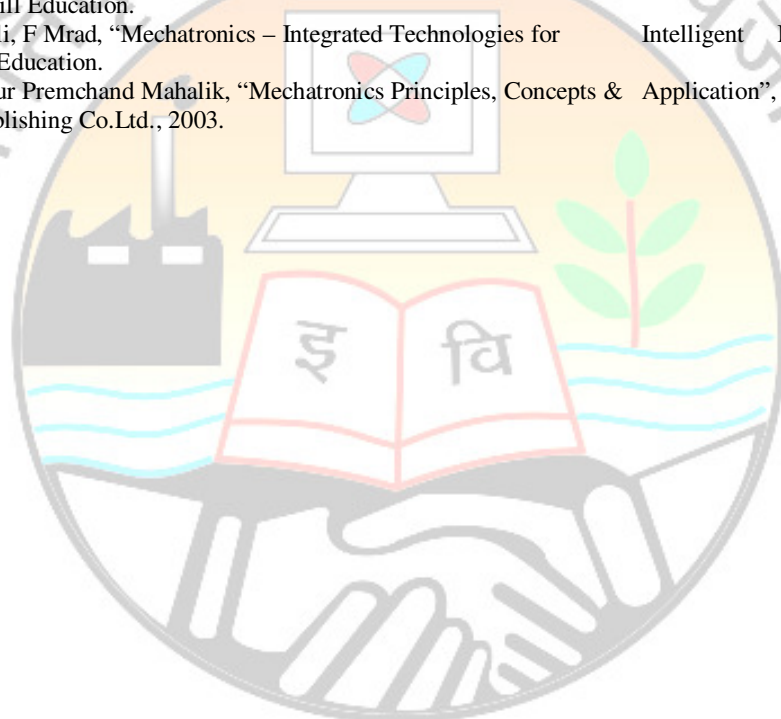 ill Education.
li, F Mrad, “Mechatronics – Integrated Technologies for Intelligent
Education.
ur Premchand Mahalik, “Mechatronics Principles, Concepts & Application”,
blishing Co.Ltd., 2003.
इ वि